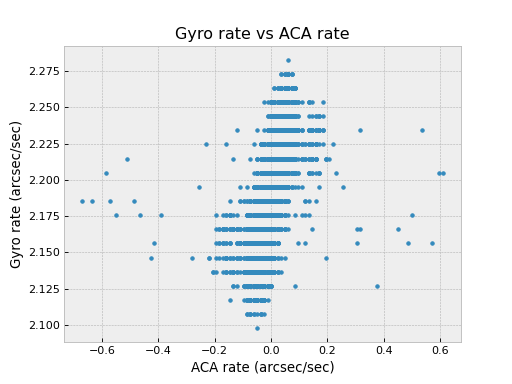 Gyro rate vs ACA rate
Gyro rate (arcsec/sec)
2.275
2.250
2.225
2.200
2.175
2.150
2.125
2.100
−0.6 −0.4 −0.2 0.0 0.2 0.4 0.6
ACA rate (arcsec/sec)